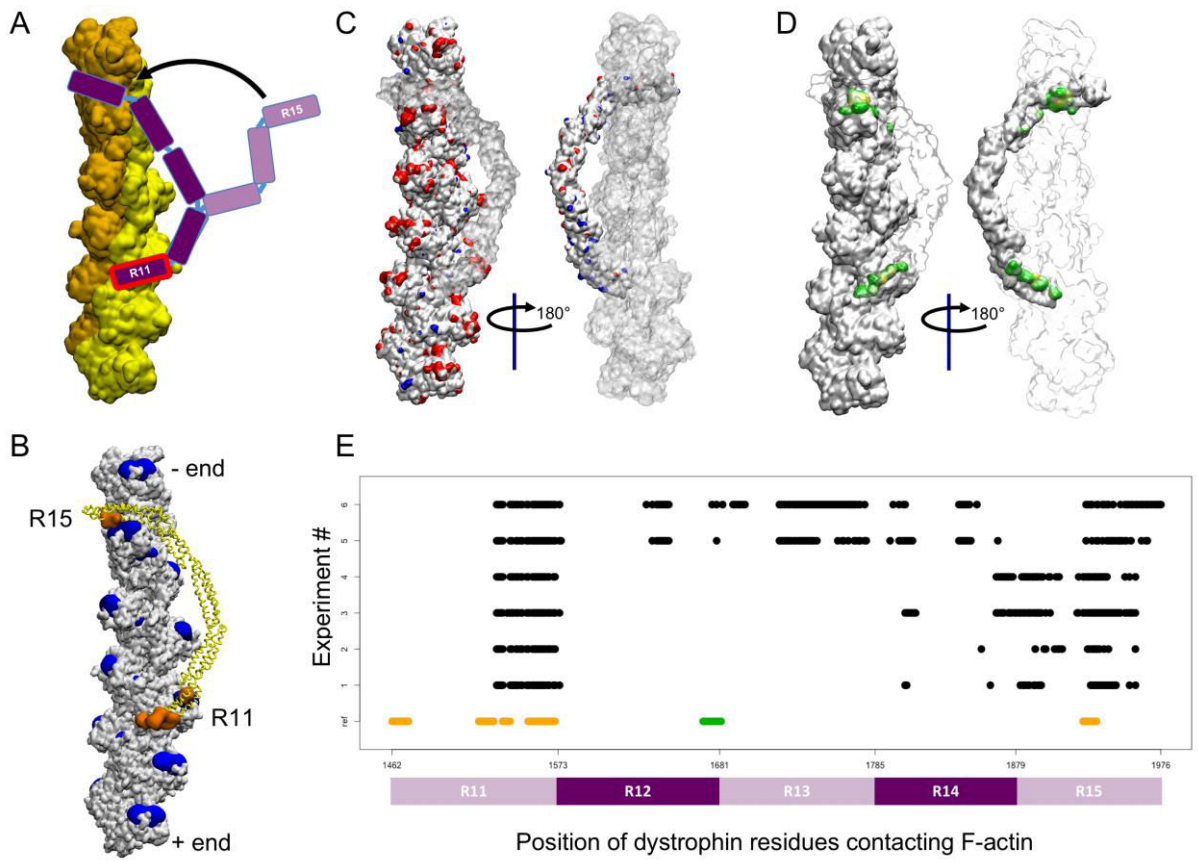 A
R15
R11
C
180°
D
180°
B
- end
R15
R11
+ end
E
Experiment #
6
5
4
3
2
1
ref
1462 1573 1681 1785 1879 1976
R11 R12 R13 R14 R15
Position of dystrophin residues contacting F-actin